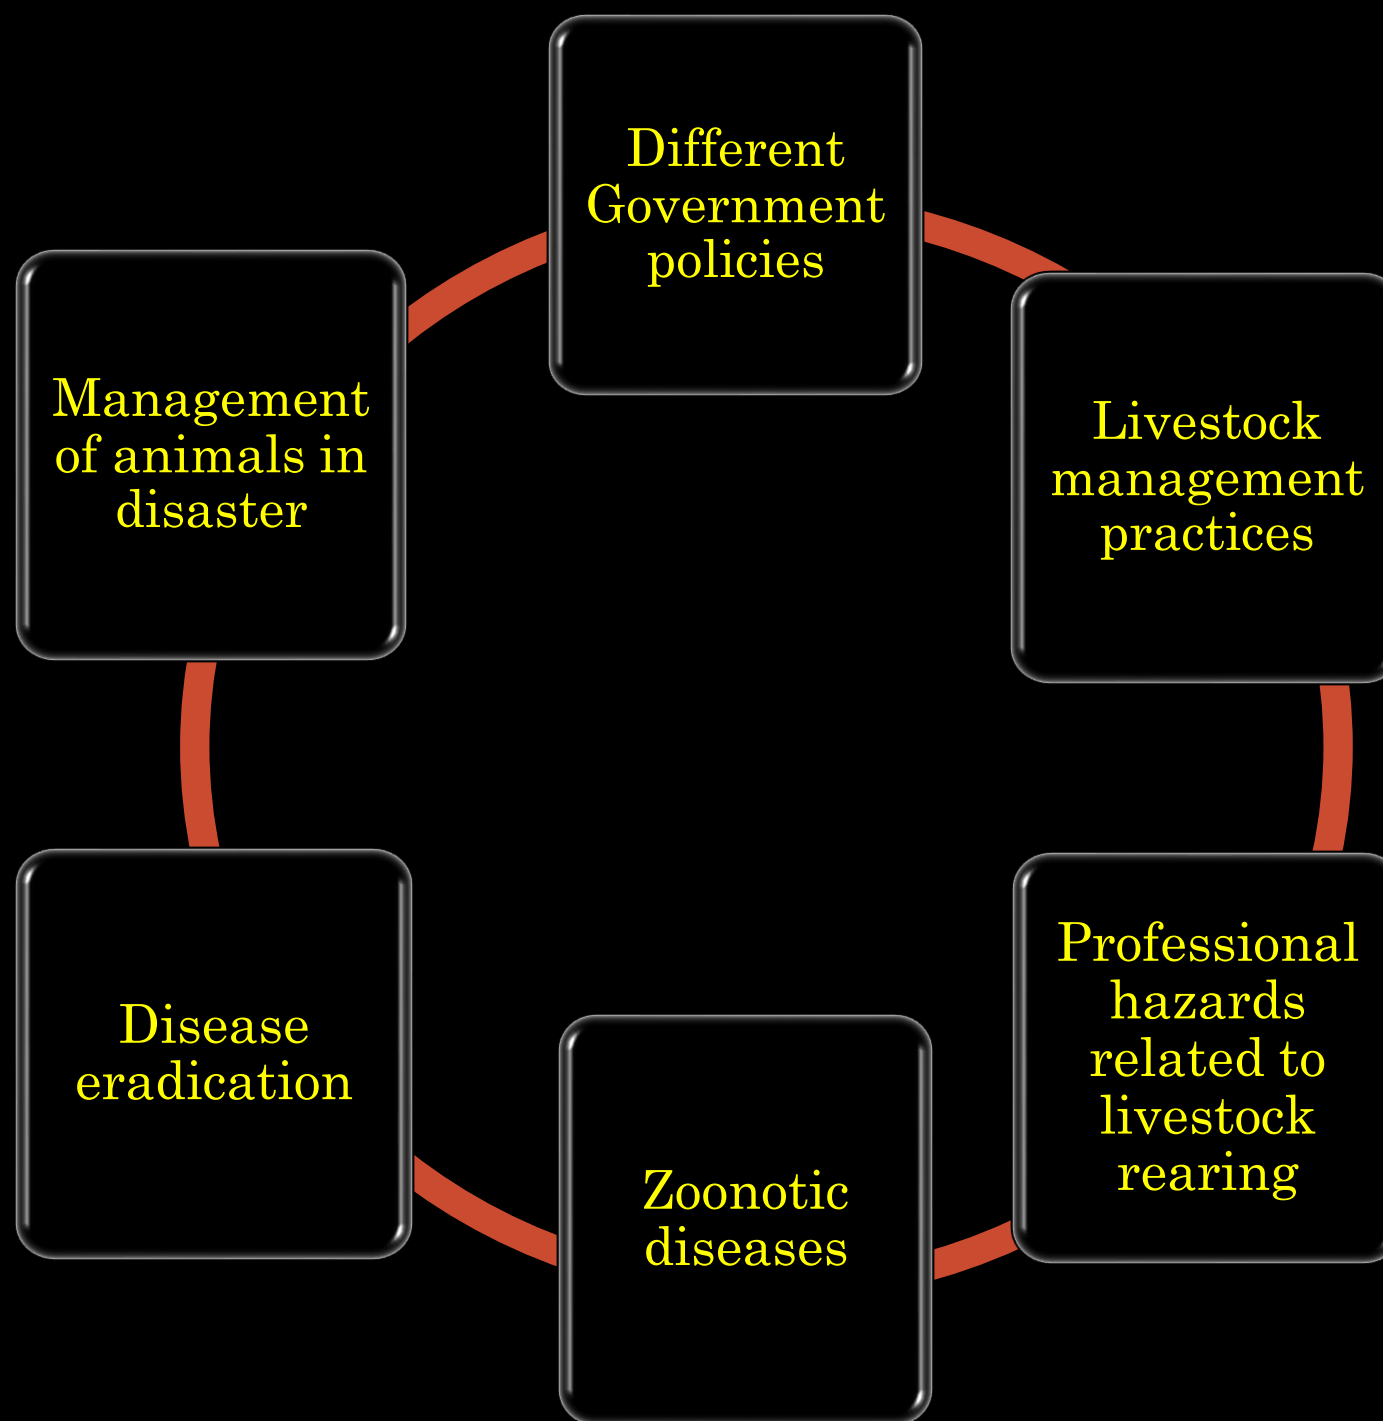 Different
Government
policies
Livestock
management
practices
Professional
hazards
related to
livestock
rearing
Zoonotic
diseases
Disease
eradication
Management
of animals in
disaster